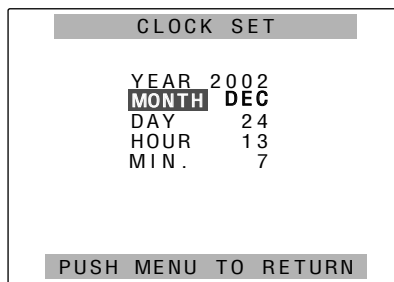 CLOCK SET
YEAR 2002
MONTH DEC
DAY 24
HOUR 13
MIN. 7
PUSH MENU TO RETURN